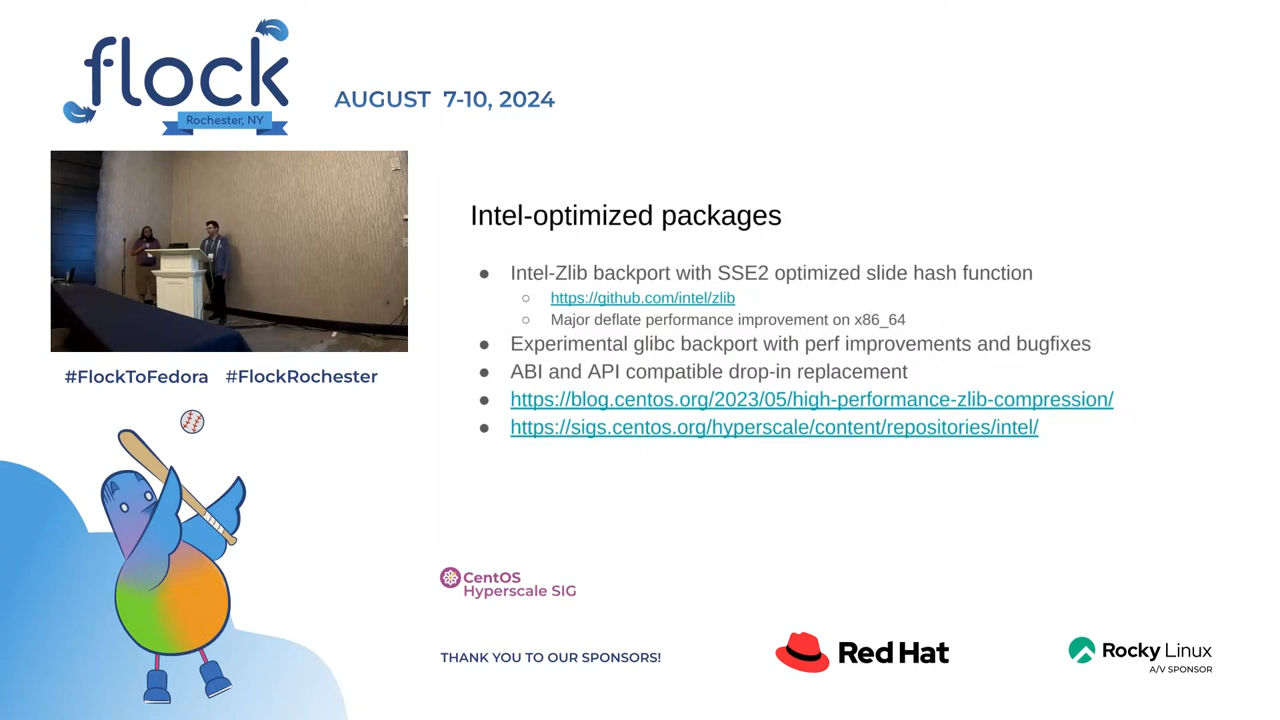 flock
Rochester, NY
AUGUST 7-10, 2024
#FlockToFedora #FlockRochester
Intel-optimized packages
● Intel-Zlib backport with SSE2 optimized slide hash function
○ https://github.com/intel/zlib
○ Major deflate performance improvement on x86_64
● Experimental glibc backport with perf improvements and bugfixes
● ABI and API compatible drop-in replacement
● https://blog.centos.org/2023/05/high-performance-zlib-compression/
● https://sigs.centos.org/hyperscale/content/repositories/intel/
CentOS
Hyperscale SIG
THANK YOU TO OUR SPONSORS!
Red Hat
Rocky Linux
A/V SPONSOR